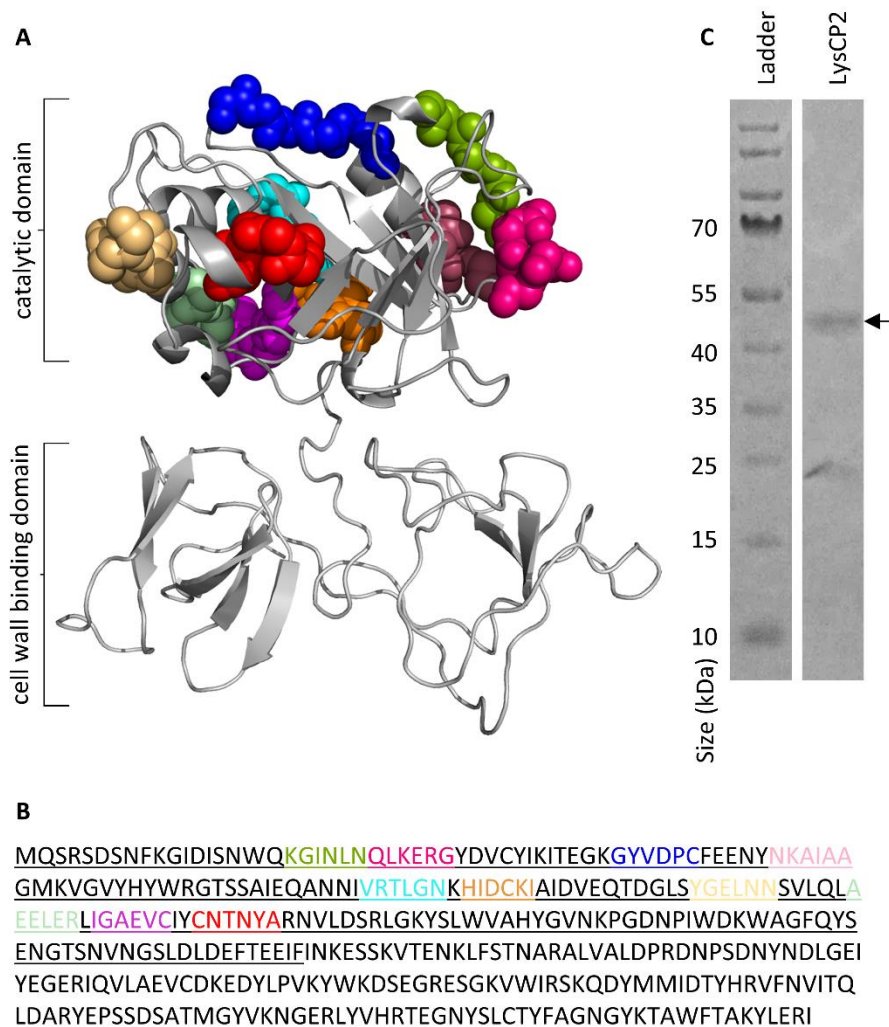 A
catalytic domain
cell wall binding domain
C
Ladder
LysCP2
70
55
40
35
25
15
10
Size (kDa)
B
MQSRSDSNFKGIDISNWQKGINLNQLKERGYDVCYIKITEGKGYVDPCFEENYNKAIAA
GMKVGVYHYWRGTSSAIEQANNIVRTLGNKHIDCKIAIDVEQTDGLSYGELNNSVLQLA
EELERLIGAEVCIYCNTNYARNVLDSRLGKYSLWVAHYGVNKPGDNPIWDKWAGFQYS
ENGTSNVNGSLDLDEFTEEIFINKESSKVTENKLFSTNARALVALDPRDNPSDNYNDLGEI
YEGERIQVLAEVCDKEDYLPVKYWKDSEGRESGKVWIRSKQDYMMIDTYHRVFNVITQ
LDARYEPSSDSATMGYVKNGERLYVHRTEGNYSLCTYFAGNGYKTAWFTAKYLERI